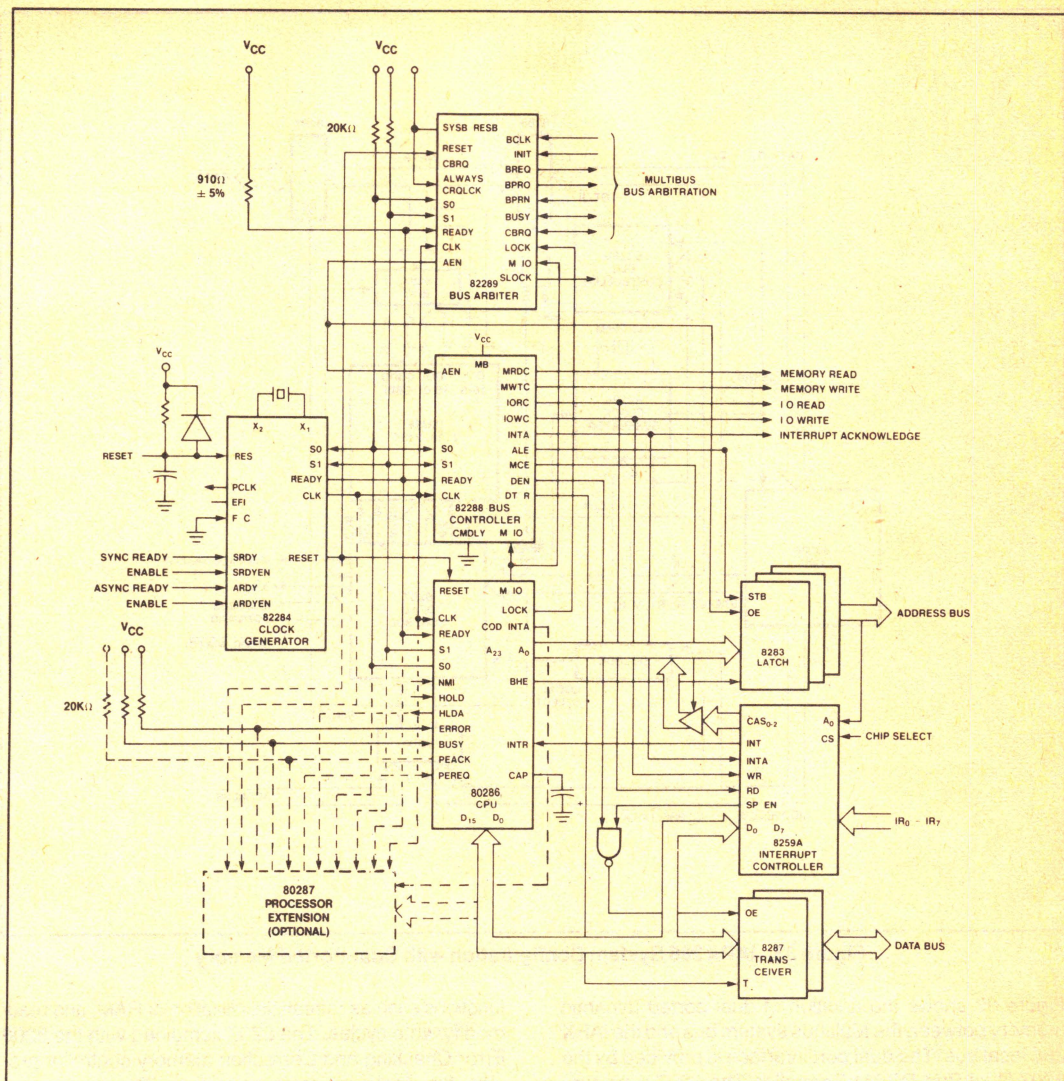 VCC
VCC
20KΩ
910Ω
± 5%
SYSB RESB
RESET
CBRQ
ALWAYS
CRQLCK
S0
S1
READY
CLK
AEN
BCLK
INIT
BREQ
BPRO
BPRN
BUSY
CBRQ
LOCK
M IO
SLOCK
82289
BUS ARBITER
MULTIBUS
BUS ARBITRATION
VCC
RESET
X2
X1
RES
PCLK
EFI
F C
SRDY
SRDYEN
ARDY
ARDYEN
S0
S1
READY
CLK
RESET
82284
CLOCK
GENERATOR
SYNC READY
ENABLE
ASYNC READY
ENABLE
VCC
MB
AEN
S0
S1
READY
CLK
MRDC
MWTC
IORC
IOWC
INTA
ALE
MCE
DEN
DT R
82288 BUS
CONTROLLER
CMDLY M IO
MEMORY READ
MEMORY WRITE
I O READ
I O WRITE
INTERRUPT ACKNOWLEDGE
VCC
20KΩ
RESET M IO
CLK
READY
S1
S0
NMI
HOLD
HLDA
ERROR
BUSY
PEACK
PEREQ
LOCK
COD INTA
A23 A0
BHE
INTR
CAP
80286
CPU
D15 D0
+
STB
OE
8283
LATCH
ADDRESS BUS
CAS0-2
INT
INTA
WR
RD
SP EN
D0 D7
A0
CS
8259A
INTERRUPT
CONTROLLER
CHIP SELECT
IR0 - IR7
80287
PROCESSOR
EXTENSION
(OPTIONAL)
OE
8287
TRANS-
CEIVER
T
DATA BUS